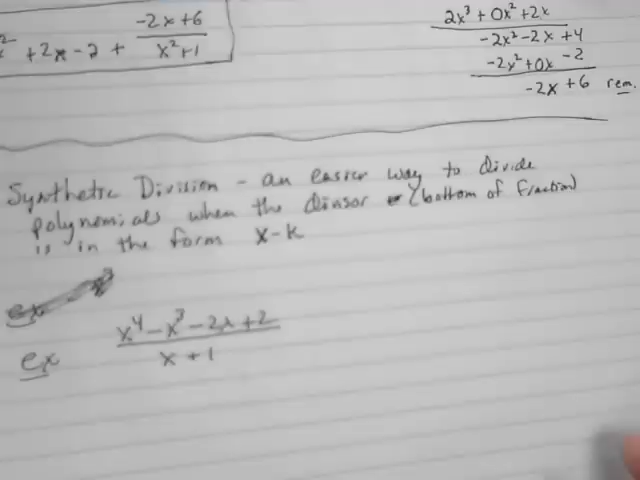 2x³ + 0x² + 2x
-2x² - 2x + 4
-2x² + 0x - 2
-2x + 6 rem.
x² + 2x - 2 + (-2x + 6)/(x² + 1)
Synthetic Division - an easier way to divide
polynomials when the divisor (bottom of fraction)
is in the form x - k
ex
ex (x⁴ - x³ - 2x + 2)/(x + 1)